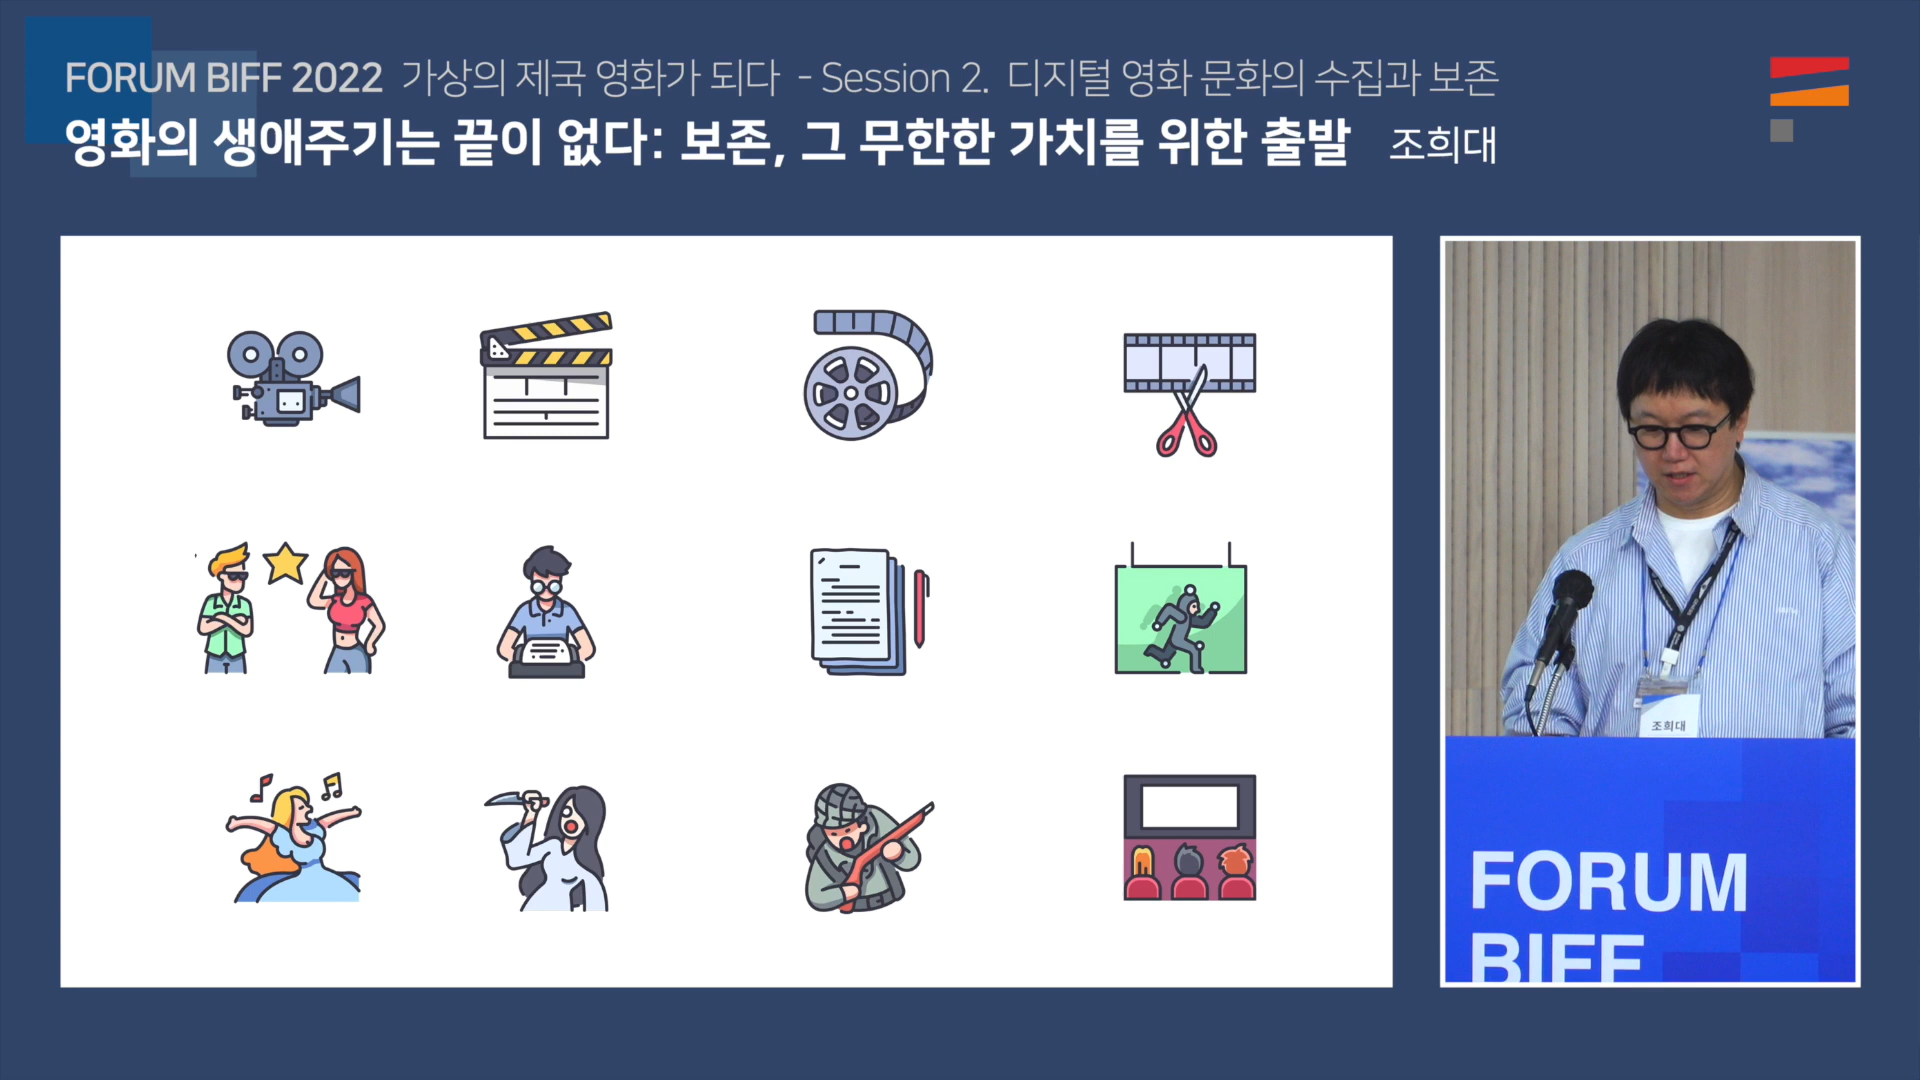 FORUM BIFF 2022 가상의 제국 영화가 되다 - Session 2. 디지털 영화 문화의 수집과 보존
영화의 생애주기는 끝이 없다: 보존, 그 무한한 가치를 위한 출발 조희대
조희대
FORUM
BIFF